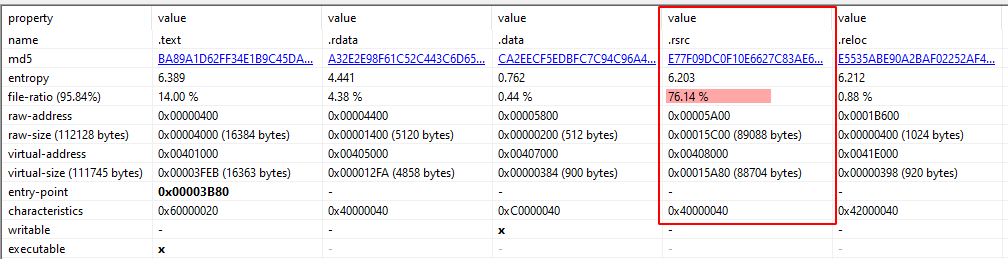 property value value value value value
name .text .rdata .data .rsrc .reloc
md5 BA89A1D62FF34E1B9C45DA... A32E2E98F61C52C443C6D65... CA2EECF5EDBFC7C94C96A4... E77F09DC0F10E6627C83AE6... E5535ABE90A2BAF02252AF4...
entropy 6.389 4.441 0.762 6.203 6.212
file-ratio (95.84%) 14.00 % 4.38 % 0.44 % 76.14 % 0.88 %
raw-address 0x00000400 0x00004400 0x00005800 0x00005A00 0x0001B600
raw-size (112128 bytes) 0x00004000 (16384 bytes) 0x00001400 (5120 bytes) 0x00000200 (512 bytes) 0x00015C00 (89088 bytes) 0x00000400 (1024 bytes)
virtual-address 0x00401000 0x00405000 0x00407000 0x00408000 0x0041E000
virtual-size (111745 bytes) 0x00003FEB (16363 bytes) 0x000012FA (4858 bytes) 0x00000384 (900 bytes) 0x00015A80 (88704 bytes) 0x00000398 (920 bytes)
entry-point 0x00003B80 - - - -
characteristics 0x60000020 0x40000040 0xC0000040 0x40000040 0x42000040
writable - - x - -
executable x - - - -